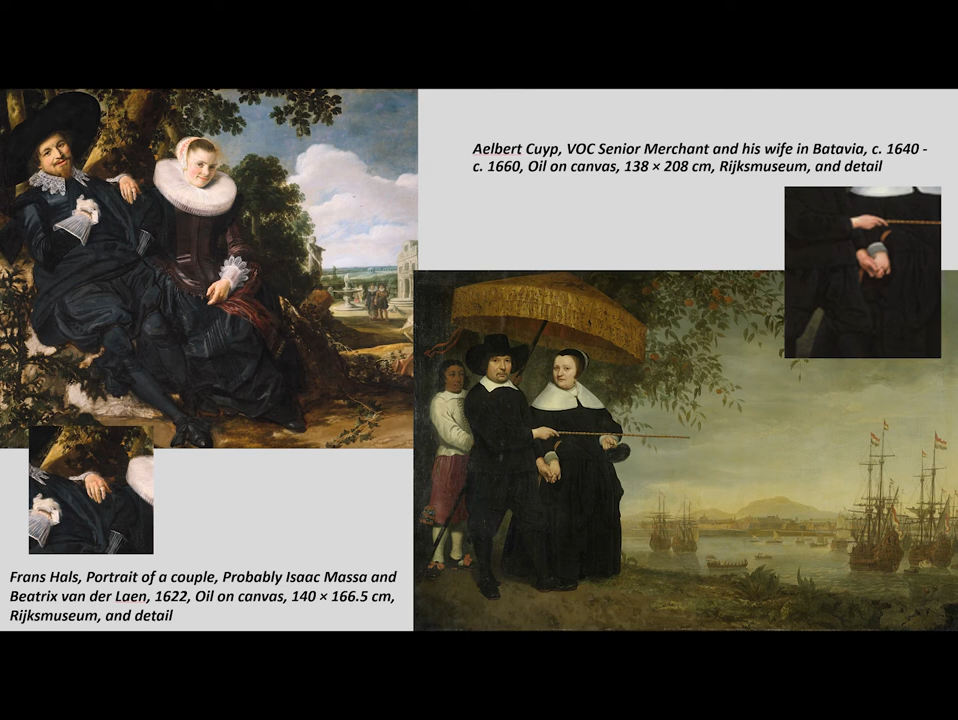 Aelbert Cuyp, VOC Senior Merchant and his wife in Batavia, c. 1640 -
c. 1660, Oil on canvas, 138 × 208 cm, Rijksmuseum, and detail
Frans Hals, Portrait of a couple, Probably Isaac Massa and
Beatrix van der Laen, 1622, Oil on canvas, 140 × 166.5 cm,
Rijksmuseum, and detail